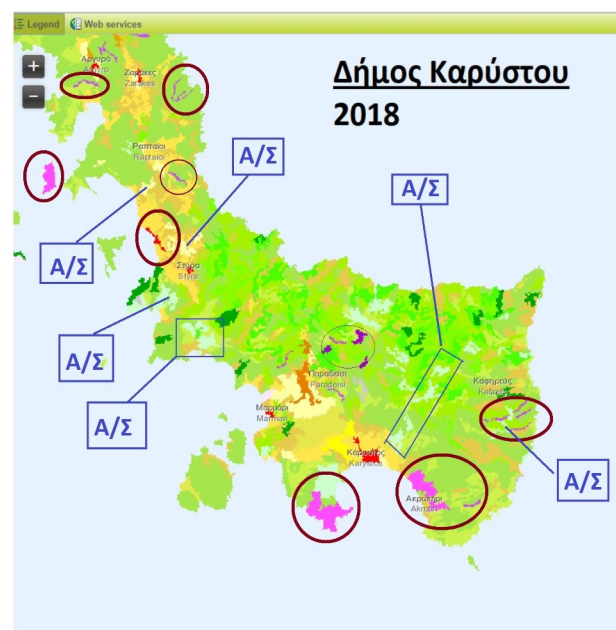 Legend Web services
Δήμος Καρύστου
2018
Αργυρό
Argyro
Ζάρακες
Zarakes
Ραπταίοι
Raptaioi
Α/Σ
Α/Σ
Α/Σ
Στύρα
Styra
Α/Σ
Α/Σ
Παραδείσι
Paradeisi
Καφηρεύς
Kafireas
Μαρμάρι
Marmari
Κάρυστος
Karystos
Α/Σ
Ακρωτήρι
Akrotiri